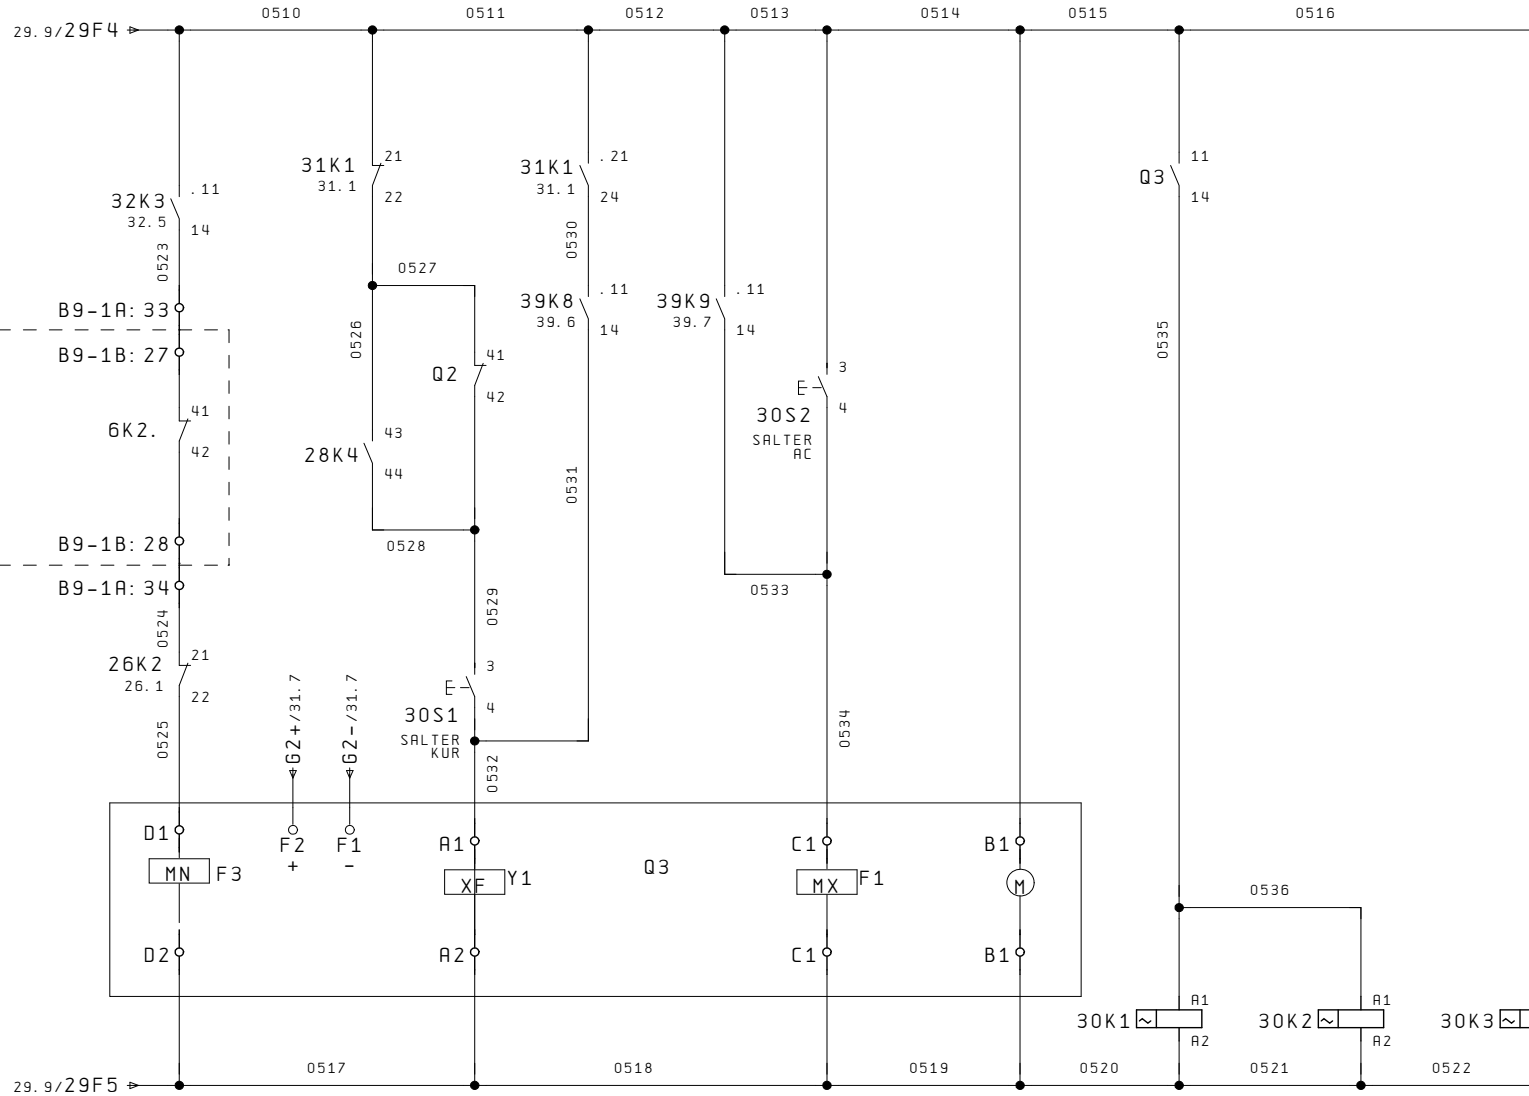 0510
0511
0512
0513
0514
0515
0516
29.9/29F4
31K1
31.1
21
22
31K1
31.1
.21
24
Q3
11
14
32K3
32.5
.11
14
0523
0530
0527
B9-1A:33
39K8
39.6
.11
14
39K9
39.7
.11
14
0526
0535
B9-1B:27
Q2
41
42
3
4
E
30S2
SALTER
AC
6K2.
41
42
28K4
43
44
0531
B9-1B:28
0528
B9-1A:34
0533
0524
0529
26K2
26.1
21
22
3
4
E
30S1
SALTER
KUR
G2+/31.7
G2-/31.7
0525
0532
0534
D1
F2
+
F1
-
A1
C1
B1
MN
F3
XF
Y1
Q3
MX
F1
M
0536
D2
A2
C1
B1
30K1
~
A1
A2
30K2
~
A1
A2
30K3
~
0517
0518
0519
0520
0521
0522
29.9/29F5